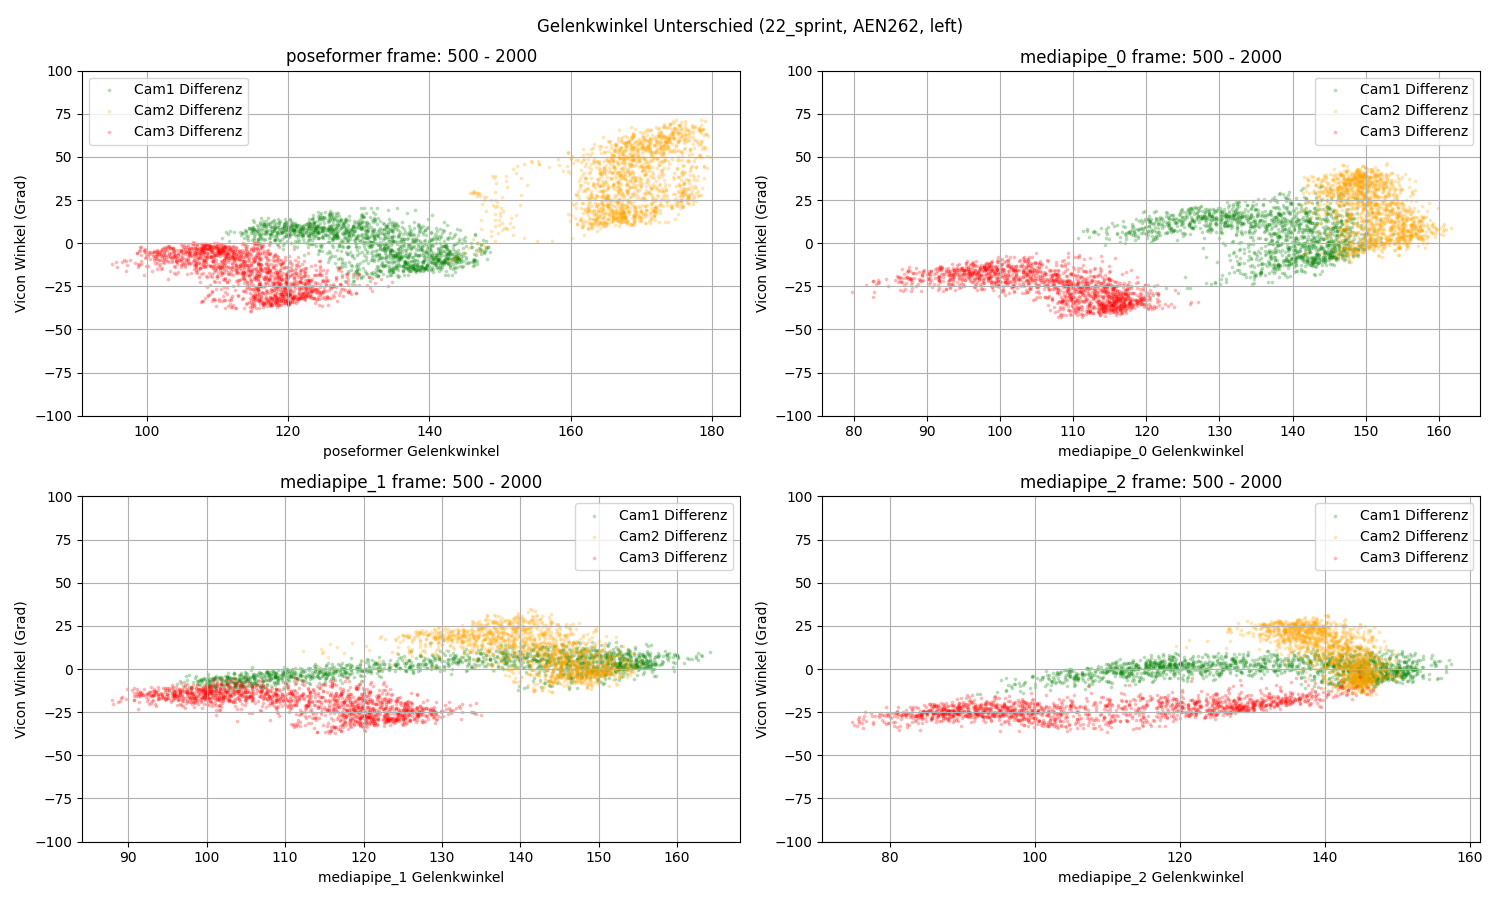 Gelenkwinkel Unterschied (22_sprint, AEN262, left)
poseformer frame: 500 - 2000
100
75
50
25
0
−25
−50
−75
−100
Vicon Winkel (Grad)
Cam1 Differenz
Cam2 Differenz
Cam3 Differenz
100 120 140 160 180
poseformer Gelenkwinkel
mediapipe_0 frame: 500 - 2000
100
75
50
25
0
−25
−50
−75
−100
Vicon Winkel (Grad)
Cam1 Differenz
Cam2 Differenz
Cam3 Differenz
80 90 100 110 120 130 140 150 160
mediapipe_0 Gelenkwinkel
mediapipe_1 frame: 500 - 2000
100
75
50
25
0
−25
−50
−75
−100
Vicon Winkel (Grad)
Cam1 Differenz
Cam2 Differenz
Cam3 Differenz
90 100 110 120 130 140 150 160
mediapipe_1 Gelenkwinkel
mediapipe_2 frame: 500 - 2000
100
75
50
25
0
−25
−50
−75
−100
Vicon Winkel (Grad)
Cam1 Differenz
Cam2 Differenz
Cam3 Differenz
80 100 120 140 160
mediapipe_2 Gelenkwinkel